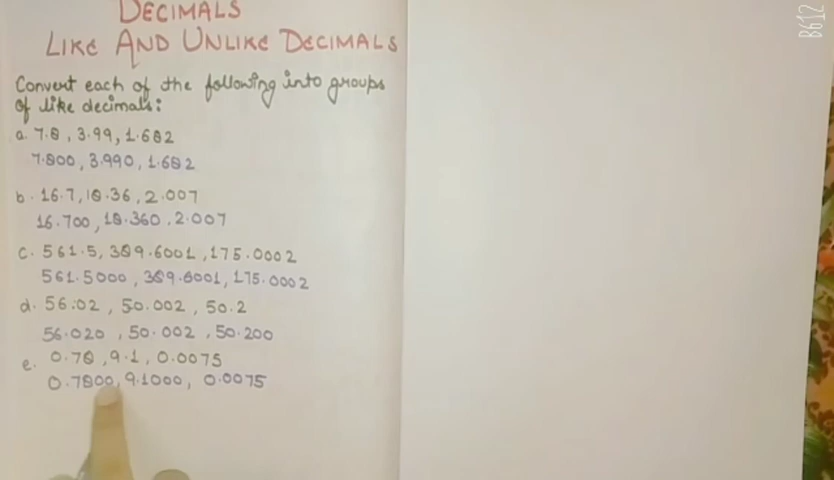 DECIMALS
LIKE AND UNLIKE DECIMALS
Convert each of the following into groups
of like decimals:
a. 7.8, 3.99, 1.682
7.800, 3.990, 1.682
b. 16.7, 18.36, 2.007
16.700, 18.360, 2.007
c. 561.5, 389.6001, 175.0002
561.5000, 389.6001, 175.0002
d. 56.02, 50.002, 50.2
56.020, 50.002, 50.200
e. 0.78, 9.1, 0.0075
0.7800, 9.1000, 0.0075
B612